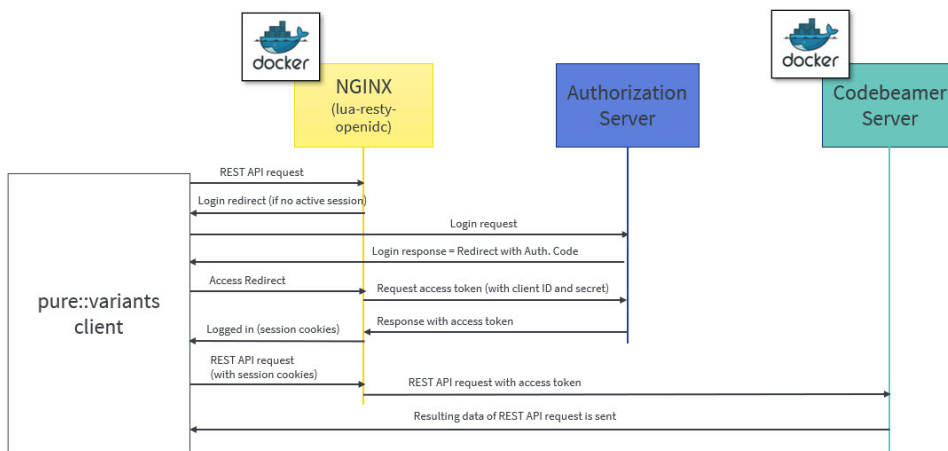 docker
docker
NGINX
(lua-resty-
openidc)
Authorization
Server
Codebeamer
Server
REST API request
Login redirect (if no active session)
Login request
Login response = Redirect with Auth. Code
Access Redirect
Request access token (with client ID and secret)
pure::variants
client
Response with access token
Logged in (session cookies)
REST API request
(with session cookies)
REST API request with access token
Resulting data of REST API request is sent